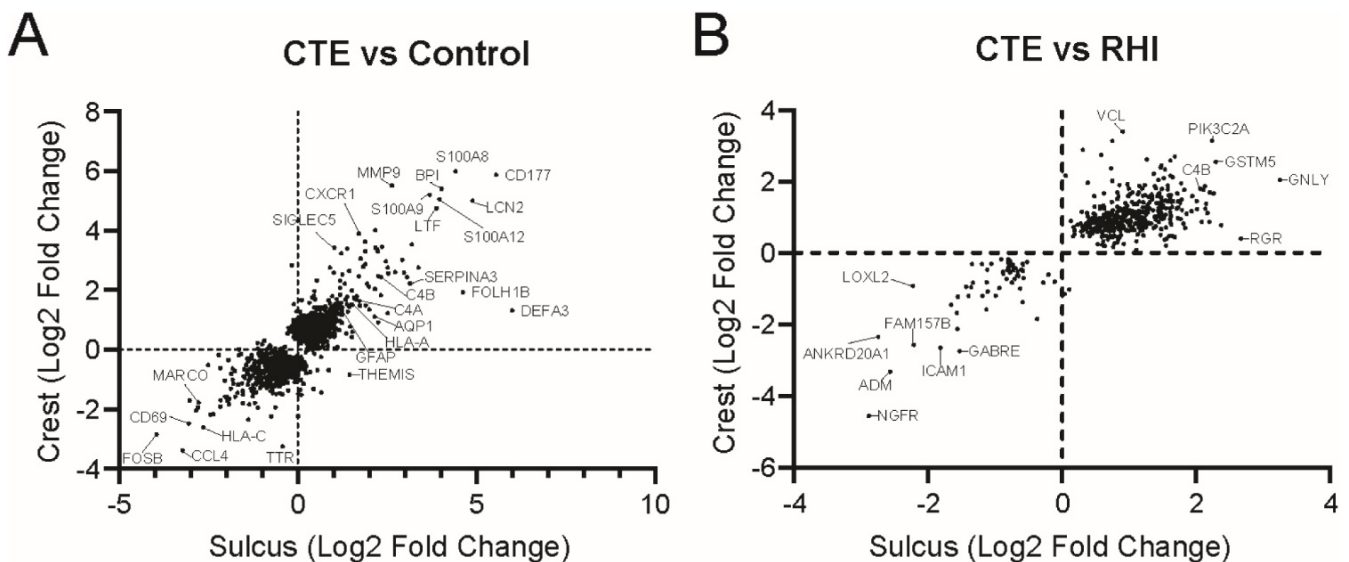 A
CTE vs Control
Crest (Log2 Fold Change)
8
6
4
2
0
-2
-4
S100A8
MMP9
BPI
CD177
CXCR1
S100A9
LCN2
SIGLEC5
LTF
S100A12
SERPINA3
C4B
FOLH1B
C4A
DEFA3
AQP1
HLA-A
GFAP
THEMIS
MARCO
CD69
HLA-C
FOSB
CCL4
TTR
-5
0
5
10
Sulcus (Log2 Fold Change)
B
CTE vs RHI
Crest (Log2 Fold Change)
4
2
0
-2
-4
-6
VCL
PIK3C2A
GSTM5
C4B
GNLY
RGR
LOXL2
FAM157B
ANKRD20A1
GABRE
ICAM1
ADM
NGFR
-4
-2
0
2
4
Sulcus (Log2 Fold Change)